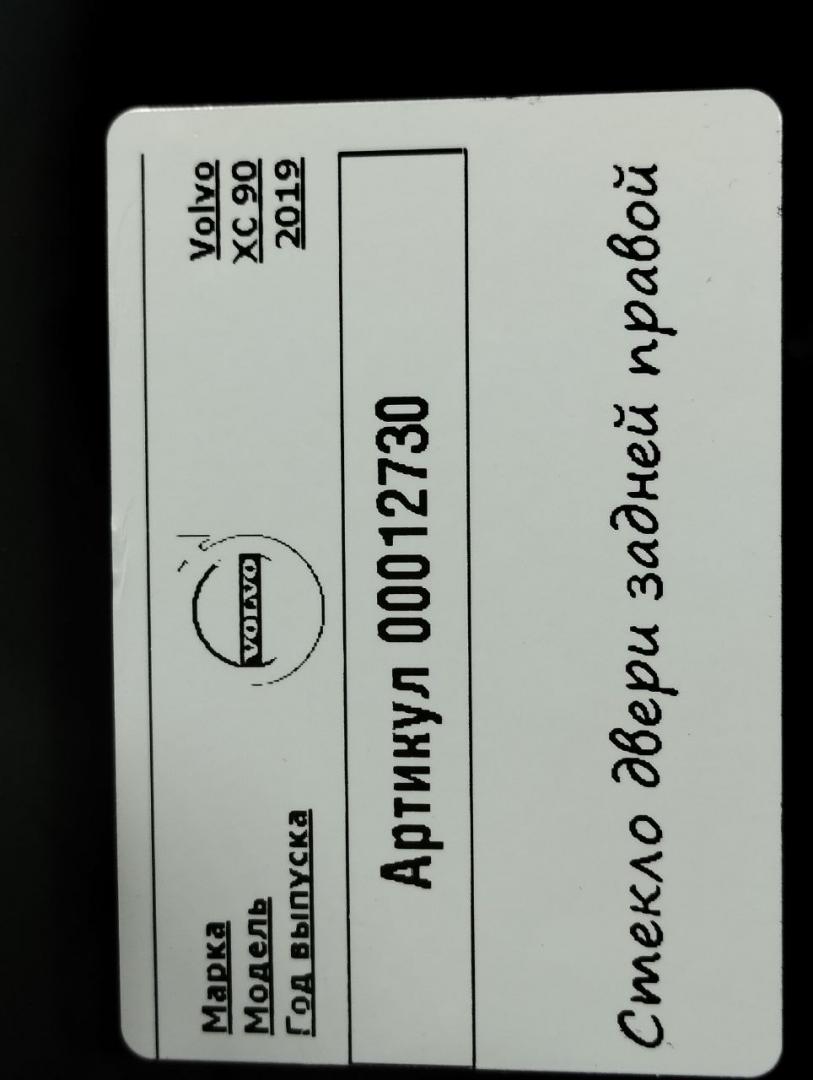 Марка Volvo
Модель XC 90
Год выпуска 2019
VOLVO
Артикул 00012730
Стекло двери задней правой